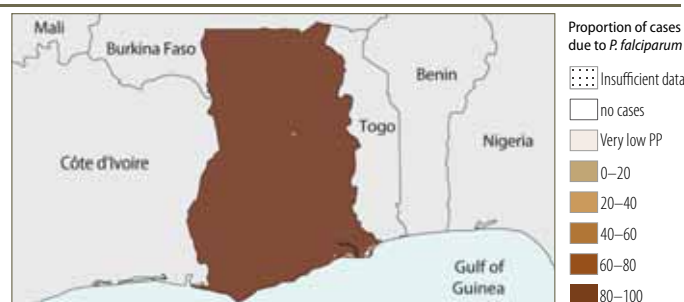 Mali
Burkina Faso
Benin
Togo
Nigeria
Côte d'Ivoire
Gulf of
Guinea
Proportion of cases
due to P. falciparum
Insufficient data
no cases
Very low PP
0–20
20–40
40–60
60–80
80–100